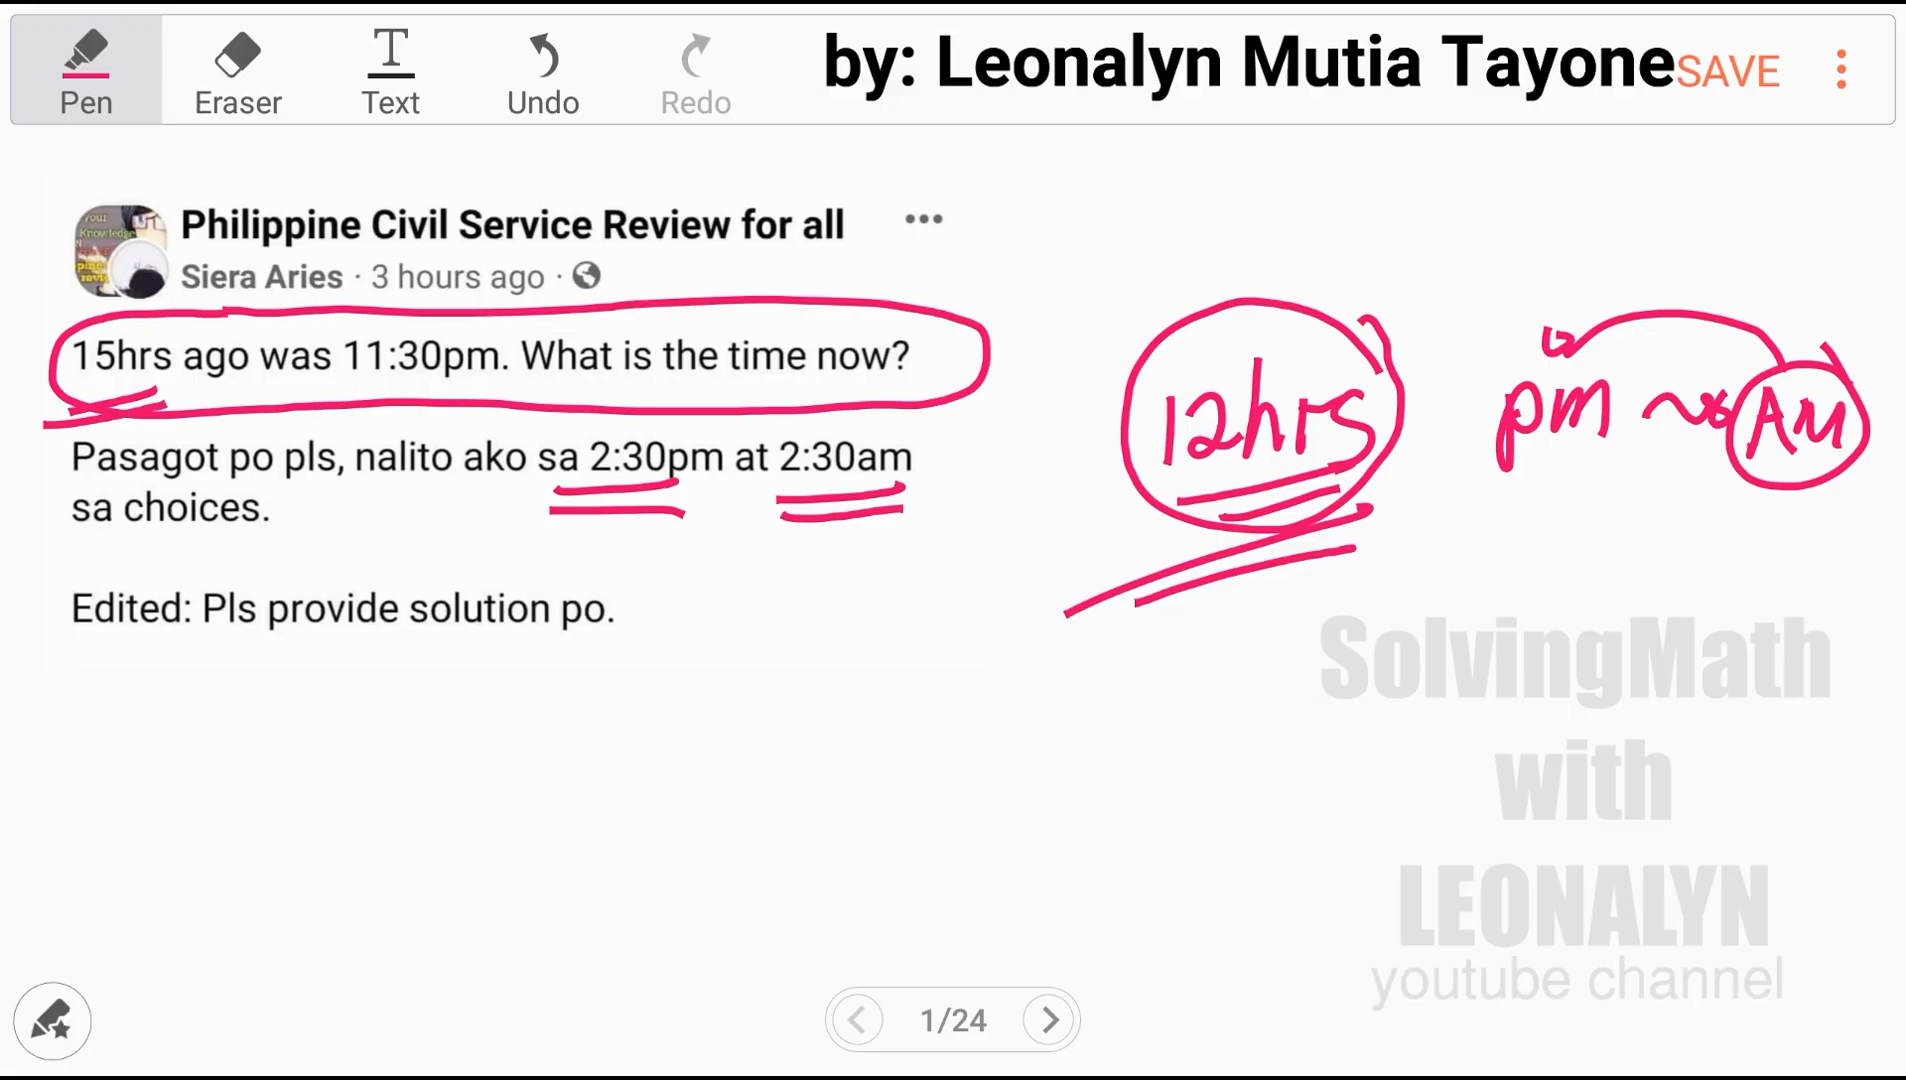 by: Leonalyn Mutia Tayone
SAVE
Pen
Eraser
Text
Undo
Redo
Philippine Civil Service Review for all
Siera Aries · 3 hours ago ·
15hrs ago was 11:30pm. What is the time now?
Pasagot po pls, nalito ako sa 2:30pm at 2:30am
sa choices.
Edited: Pls provide solution po.
12hrs
pm AM
SolvingMath
with
LEONALYN
youtube channel
1/24